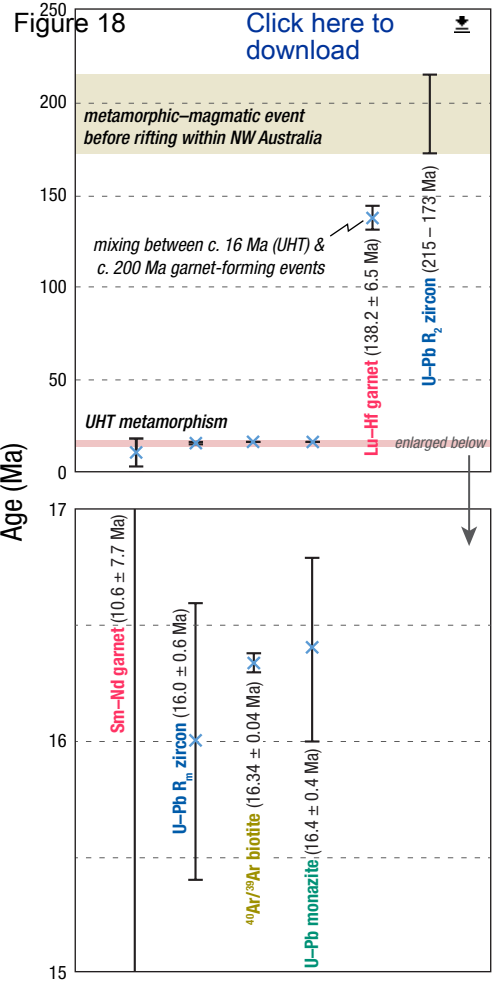 Figure 18
Click here to
download
Age (Ma)
250
200
150
100
50
0
metamorphic–magmatic event
before rifting within NW Australia
mixing between c. 16 Ma (UHT) &
c. 200 Ma garnet-forming events
Lu–Hf garnet (138.2 ± 6.5 Ma)
U–Pb R2 zircon (215 – 173 Ma)
UHT metamorphism
enlarged below
17
16
15
Sm–Nd garnet (10.6 ± 7.7 Ma)
U–Pb Rm zircon (16.0 ± 0.6 Ma)
⁴⁰Ar/³⁹Ar biotite (16.34 ± 0.04 Ma)
U–Pb monazite (16.4 ± 0.4 Ma)